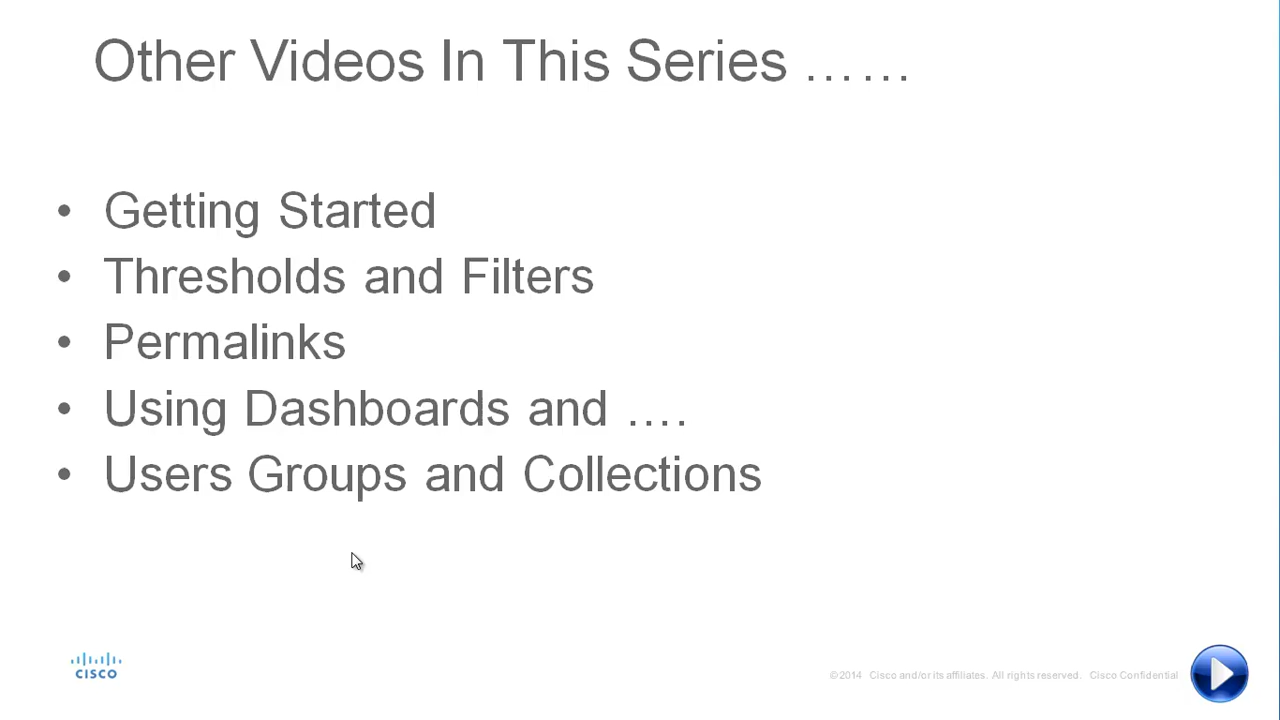 Other Videos In This Series ……
• Getting Started
• Thresholds and Filters
• Permalinks
• Using Dashboards and ….
• Users Groups and Collections
CISCO
©2014 Cisco and/or its affiliates. All rights reserved. Cisco Confidential